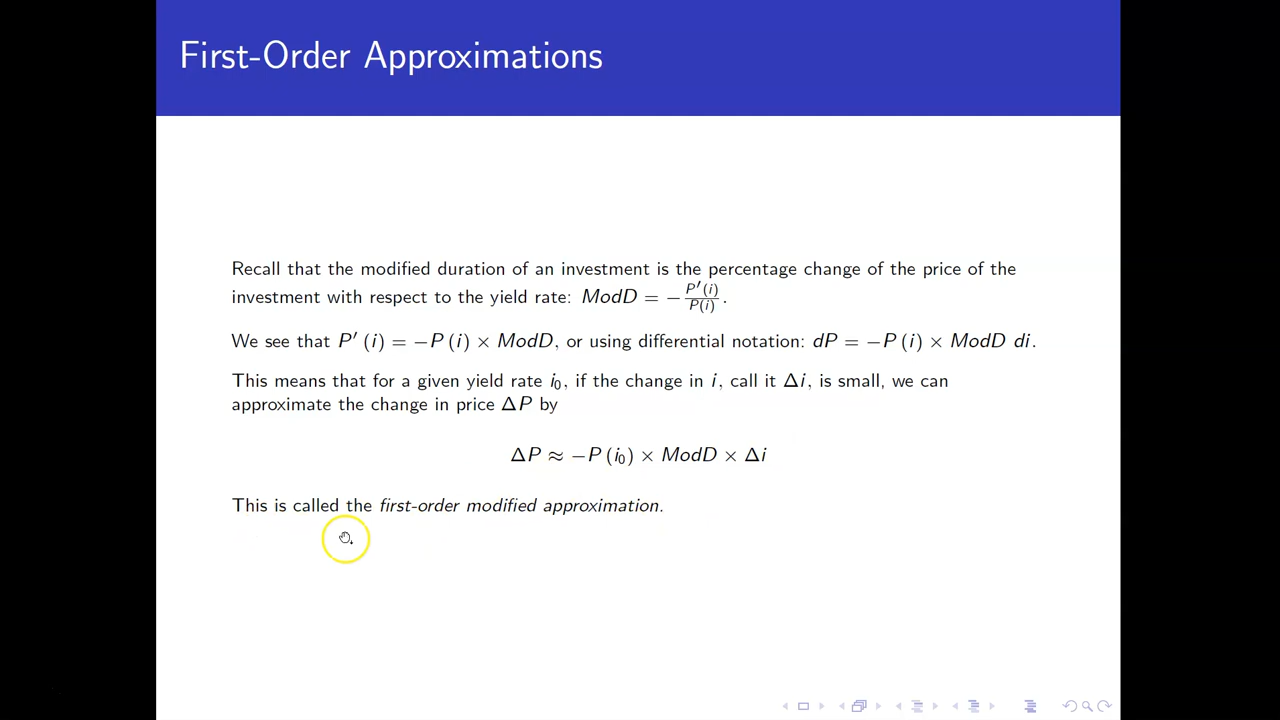 First-Order Approximations
Recall that the modified duration of an investment is the percentage change of the price of the
investment with respect to the yield rate: ModD = −P′(i)/P(i).
We see that P′(i) = −P(i) × ModD, or using differential notation: dP = −P(i) × ModD di.
This means that for a given yield rate i₀, if the change in i, call it Δi, is small, we can
approximate the change in price ΔP by
ΔP ≈ −P(i₀) × ModD × Δi
This is called the first-order modified approximation.